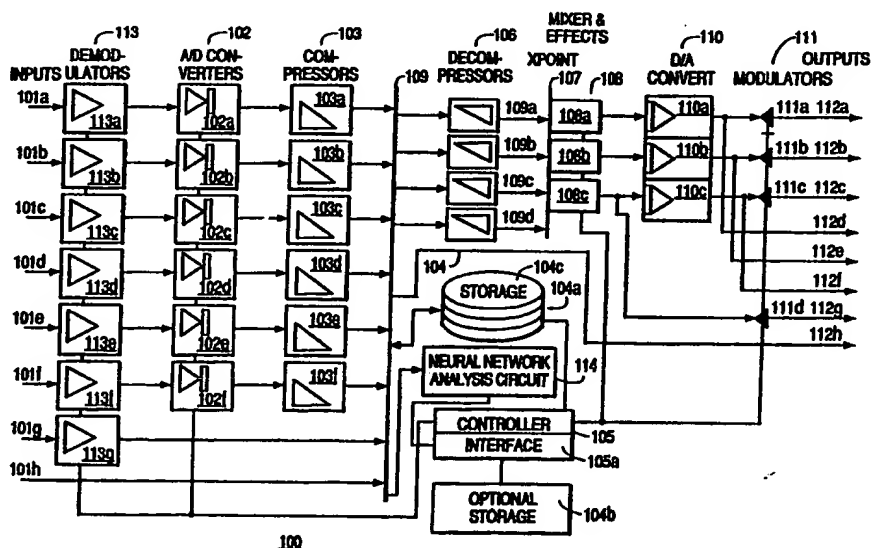 MIXER &
EFFECTS
113
102
103
106
XPOINT
110
111
DEMOD-
ULATORS
A/D CON-
VERTERS
COM-
PRESSORS
DECOM-
PRESSORS
D/A
CONVERT
MODULATORS
OUTPUTS
INPUTS
109
107
108
101a
113a
102a
103a
109a
108a
110a
111a 112a
101b
113b
102b
103b
109b
108b
110b
111b 112b
101c
113c
102c
103c
109c
108c
110c
111c 112c
109d
112d
101d
113d
102d
103d
104
104c
112e
STORAGE
104a
112f
101e
113e
102e
103e
111d 112g
112h
NEURAL NETWORK
ANALYSIS CIRCUIT
114
101f
113f
102f
103f
101g
113g
CONTROLLER
105
INTERFACE
105a
101h
OPTIONAL
STORAGE
104b
100